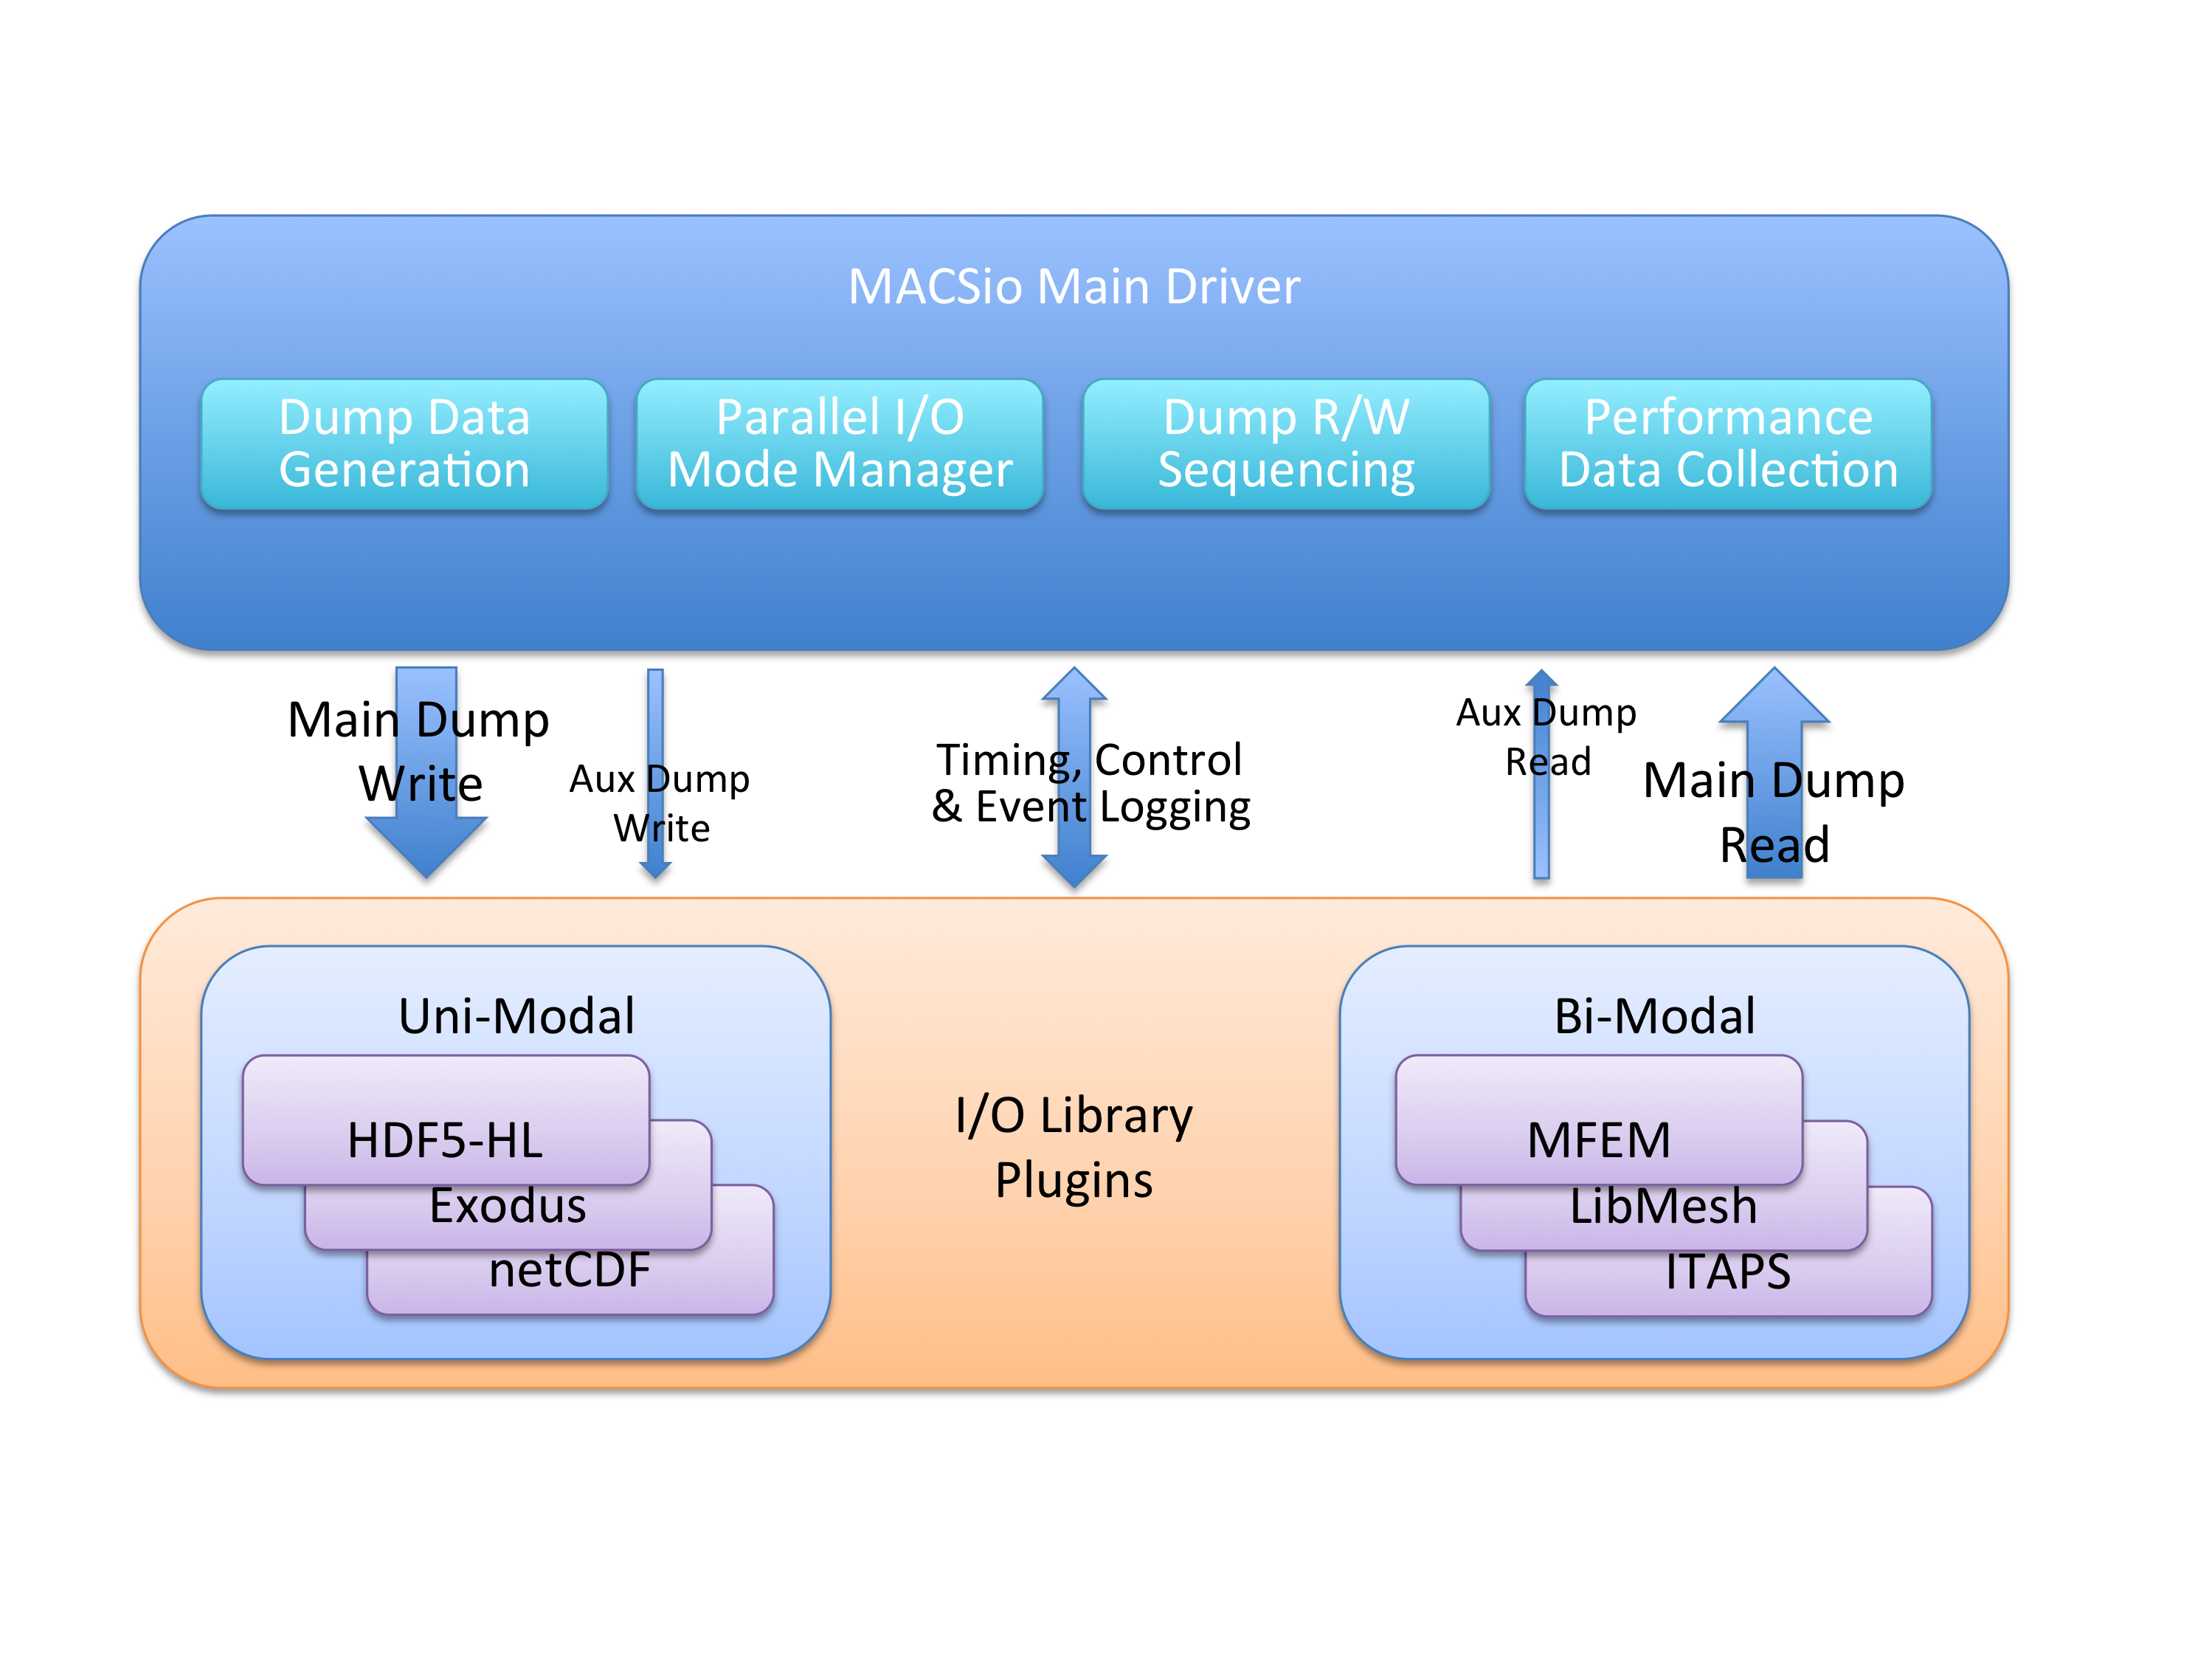 MACSio Main Driver
Dump Data
Generation
Parallel I/O
Mode Manager
Dump R/W
Sequencing
Performance
Data Collection
Main Dump
Write
Aux Dump
Write
Timing, Control
& Event Logging
Aux Dump
Read
Main Dump
Read
Uni-Modal
HDF5-HL
Exodus
netCDF
I/O Library
Plugins
Bi-Modal
MFEM
LibMesh
ITAPS